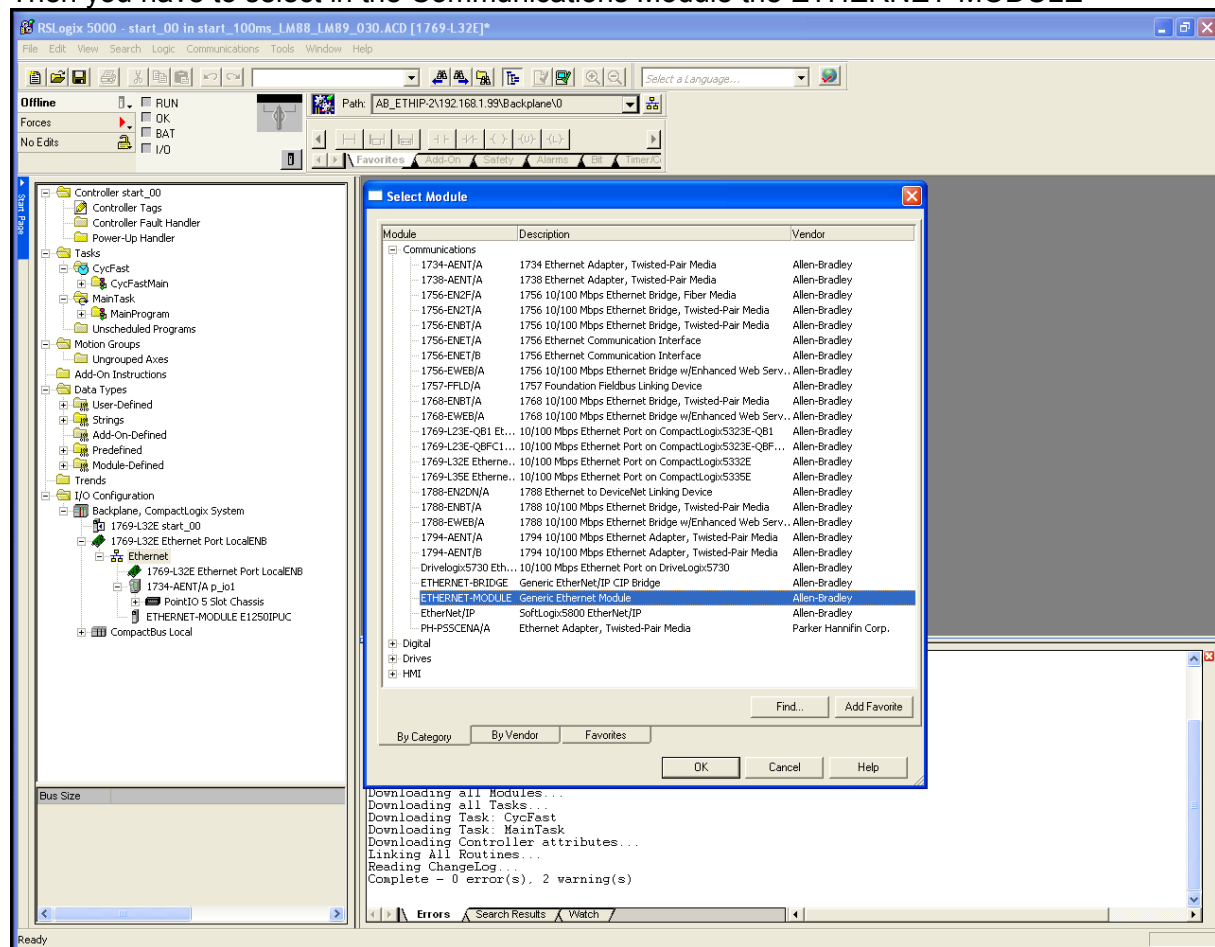 Then you have to select in the Communications Module the ETHERNET-MODULE
RSLogix 5000 - start_00 in start_100ms_LM88_LM89_030.ACD [1769-L32E]*
File Edit View Search Logic Communications Tools Window Help
Select a Language...
Offline
RUN
Path: AB_ETHIP-2\192.168.1.99\Backplane\0
Forces
OK
No Edits
BAT
I/O
Favorites Add-On Safety Alarms Bit Timer/C
Start Page
Controller start_00
Controller Tags
Controller Fault Handler
Power-Up Handler
Tasks
CycFast
CycFastMain
MainTask
MainProgram
Unscheduled Programs
Motion Groups
Ungrouped Axes
Add-On Instructions
Data Types
User-Defined
Strings
Add-On-Defined
Predefined
Module-Defined
Trends
I/O Configuration
Backplane, CompactLogix System
1769-L32E start_00
1769-L32E Ethernet Port LocalENB
Ethernet
1769-L32E Ethernet Port LocalENB
1734-AENT/A p_io1
PointIO 5 Slot Chassis
ETHERNET-MODULE E1250IPUC
CompactBus Local
Select Module
Module Description Vendor
Communications
1734-AENT/A 1734 Ethernet Adapter, Twisted-Pair Media Allen-Bradley
1738-AENT/A 1738 Ethernet Adapter, Twisted-Pair Media Allen-Bradley
1756-EN2F/A 1756 10/100 Mbps Ethernet Bridge, Fiber Media Allen-Bradley
1756-EN2T/A 1756 10/100 Mbps Ethernet Bridge, Twisted-Pair Media Allen-Bradley
1756-ENBT/A 1756 10/100 Mbps Ethernet Bridge, Twisted-Pair Media Allen-Bradley
1756-ENET/A 1756 Ethernet Communication Interface Allen-Bradley
1756-ENET/B 1756 Ethernet Communication Interface Allen-Bradley
1756-EWEB/A 1756 10/100 Mbps Ethernet Bridge w/Enhanced Web Serv.. Allen-Bradley
1757-FFLD/A 1757 Foundation Fieldbus Linking Device Allen-Bradley
1768-ENBT/A 1768 10/100 Mbps Ethernet Bridge, Twisted-Pair Media Allen-Bradley
1768-EWEB/A 1768 10/100 Mbps Ethernet Bridge w/Enhanced Web Serv.. Allen-Bradley
1769-L23E-QB1 Et... 10/100 Mbps Ethernet Port on CompactLogix5323E-QB1 Allen-Bradley
1769-L23E-QBFC1... 10/100 Mbps Ethernet Port on CompactLogix5323E-QBF... Allen-Bradley
1769-L32E Etherne.. 10/100 Mbps Ethernet Port on CompactLogix5332E Allen-Bradley
1769-L35E Etherne.. 10/100 Mbps Ethernet Port on CompactLogix5335E Allen-Bradley
1788-EN2DN/A 1788 Ethernet to DeviceNet Linking Device Allen-Bradley
1788-ENBT/A 1788 10/100 Mbps Ethernet Bridge, Twisted-Pair Media Allen-Bradley
1788-EWEB/A 1788 10/100 Mbps Ethernet Bridge w/Enhanced Web Serv.. Allen-Bradley
1794-AENT/A 1794 10/100 Mbps Ethernet Adapter, Twisted-Pair Media Allen-Bradley
1794-AENT/B 1794 10/100 Mbps Ethernet Adapter, Twisted-Pair Media Allen-Bradley
Drivelogix5730 Eth... 10/100 Mbps Ethernet Port on DriveLogix5730 Allen-Bradley
ETHERNET-BRIDGE Generic EtherNet/IP CIP Bridge Allen-Bradley
ETHERNET-MODULE Generic Ethernet Module Allen-Bradley
EtherNet/IP SoftLogix5800 EtherNet/IP Allen-Bradley
PH-PSSCENA/A Ethernet Adapter, Twisted-Pair Media Parker Hannifin Corp.
Digital
Drives
HMI
Find... Add Favorite
By Category By Vendor Favorites
OK Cancel Help
Bus Size
Downloading all Modules...
Downloading all Tasks...
Downloading Task: CycFast
Downloading Task: MainTask
Downloading Controller attributes...
Linking All Routines...
Reading ChangeLog...
Complete - 0 error(s), 2 warning(s)
Errors Search Results Watch
Ready